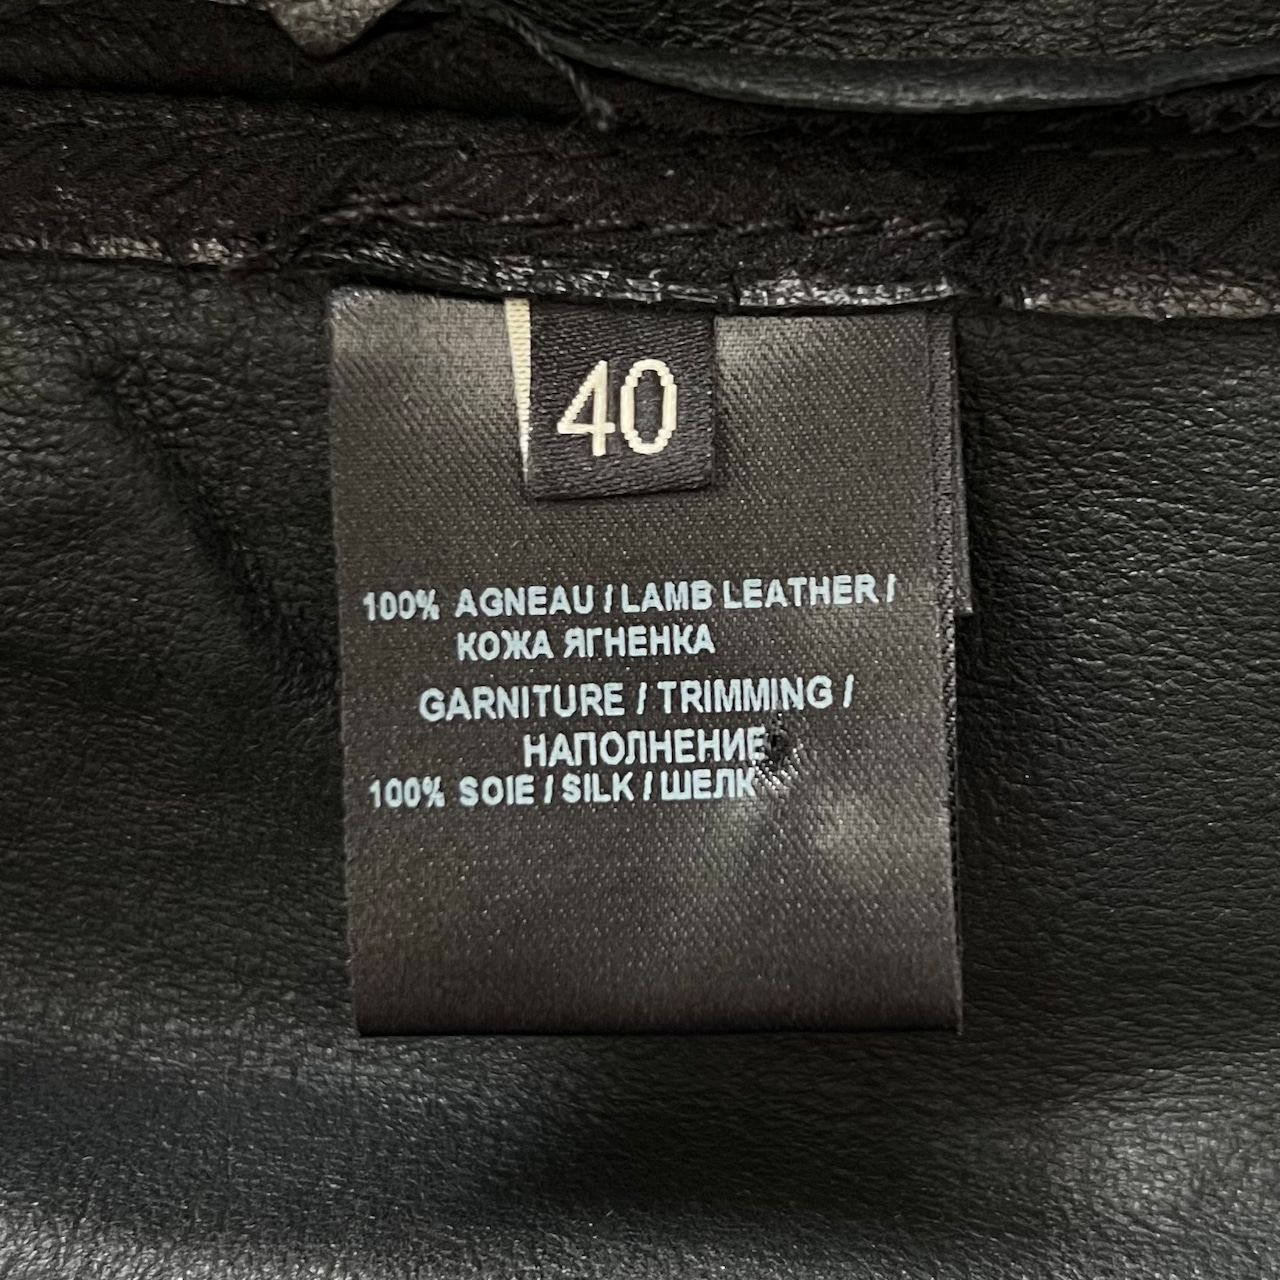 40
100% AGNEAU / LAMB LEATHER /
КОЖА ЯГНЕНКА
GARNITURE / TRIMMING /
НАПОЛНЕНИЕ
100% SOIE / SILK / ШЕЛК